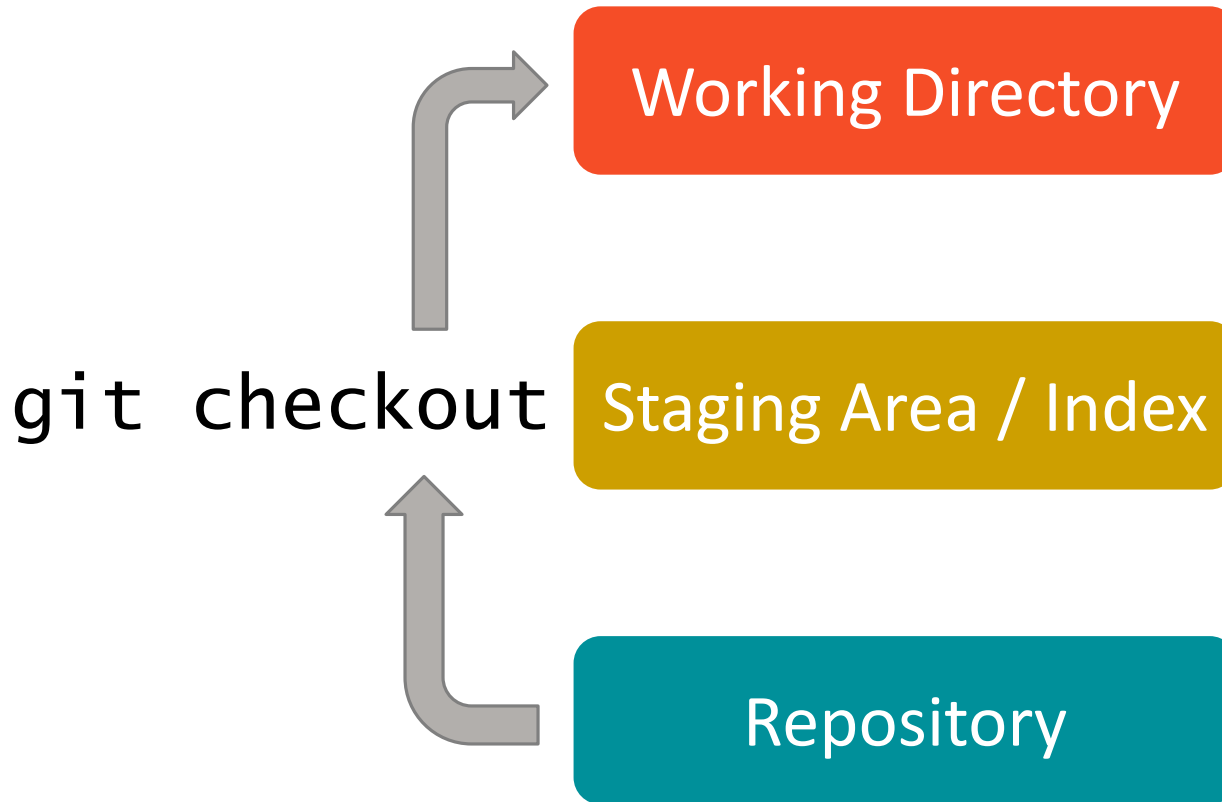 Working Directory
git checkout
Staging Area / Index
Repository